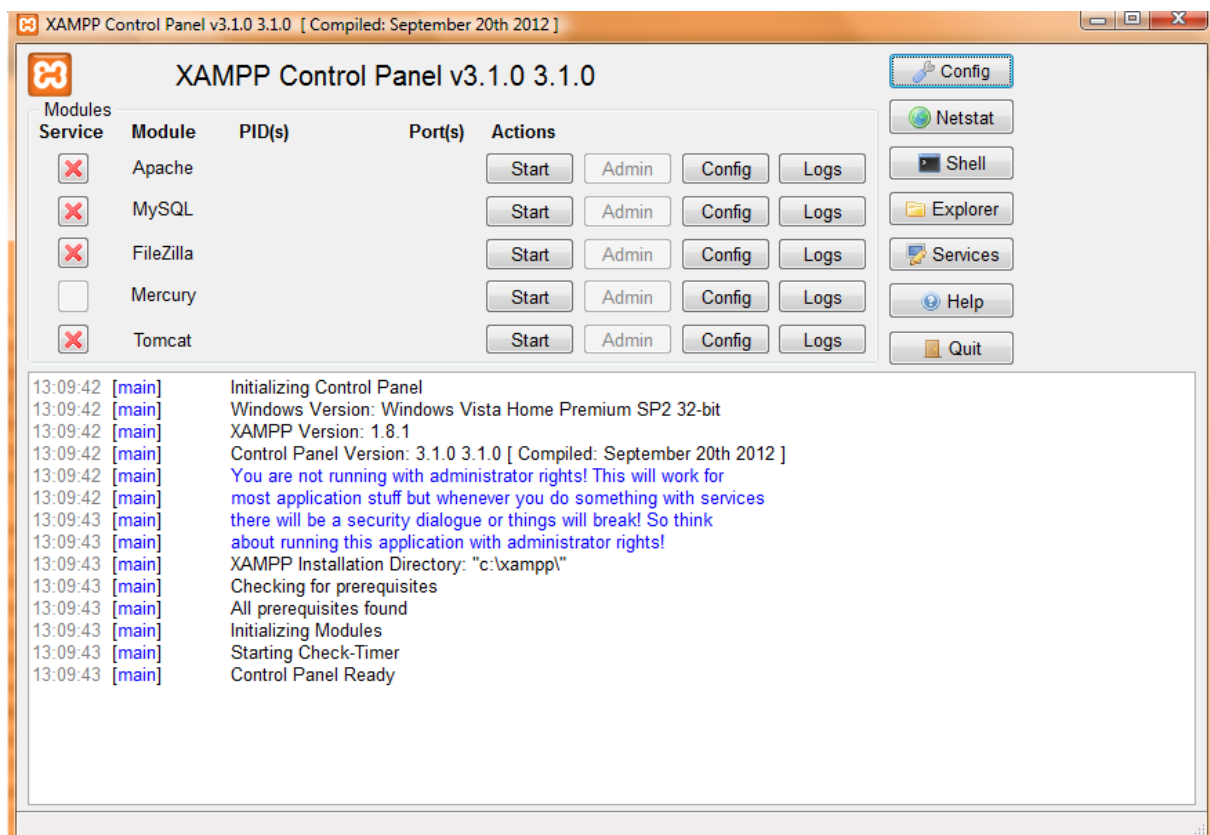 XAMPP Control Panel v3.1.0 3.1.0 [ Compiled: September 20th 2012 ]
XAMPP Control Panel v3.1.0 3.1.0
Config
Modules
Netstat
Service Module PID(s) Port(s) Actions
Apache Start Admin Config Logs
Shell
MySQL Start Admin Config Logs
Explorer
FileZilla Start Admin Config Logs
Services
Mercury Start Admin Config Logs
Help
Tomcat Start Admin Config Logs
Quit
13:09:42 [main] Initializing Control Panel
13:09:42 [main] Windows Version: Windows Vista Home Premium SP2 32-bit
13:09:42 [main] XAMPP Version: 1.8.1
13:09:42 [main] Control Panel Version: 3.1.0 3.1.0 [ Compiled: September 20th 2012 ]
13:09:42 [main] You are not running with administrator rights! This will work for
13:09:42 [main] most application stuff but whenever you do something with services
13:09:43 [main] there will be a security dialogue or things will break! So think
13:09:43 [main] about running this application with administrator rights!
13:09:43 [main] XAMPP Installation Directory: "c:\xampp\"
13:09:43 [main] Checking for prerequisites
13:09:43 [main] All prerequisites found
13:09:43 [main] Initializing Modules
13:09:43 [main] Starting Check-Timer
13:09:43 [main] Control Panel Ready